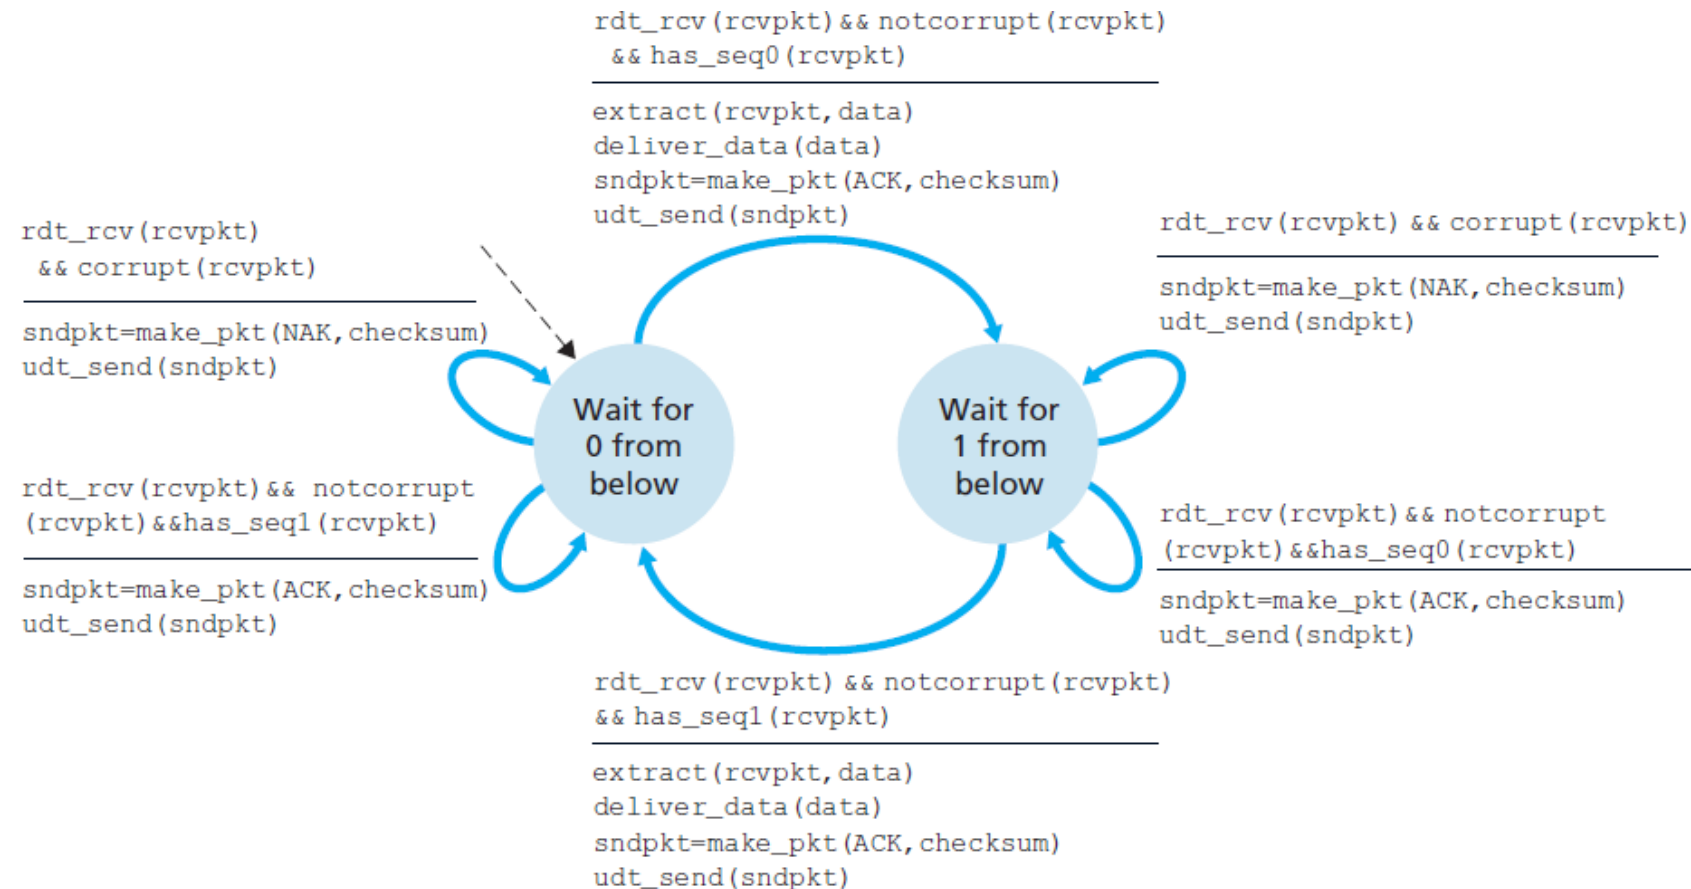 rdt_rcv(rcvpkt)&& notcorrupt(rcvpkt)
&& has_seq0(rcvpkt)
extract(rcvpkt,data)
deliver_data(data)
sndpkt=make_pkt(ACK,checksum)
udt_send(sndpkt)
rdt_rcv(rcvpkt)
&& corrupt(rcvpkt)
sndpkt=make_pkt(NAK,checksum)
udt_send(sndpkt)
rdt_rcv(rcvpkt) && corrupt(rcvpkt)
sndpkt=make_pkt(NAK,checksum)
udt_send(sndpkt)
Wait for
0 from
below
Wait for
1 from
below
rdt_rcv(rcvpkt)&& notcorrupt
(rcvpkt)&&has_seq1(rcvpkt)
sndpkt=make_pkt(ACK,checksum)
udt_send(sndpkt)
rdt_rcv(rcvpkt)&& notcorrupt
(rcvpkt)&&has_seq0(rcvpkt)
sndpkt=make_pkt(ACK,checksum)
udt_send(sndpkt)
rdt_rcv(rcvpkt) && notcorrupt(rcvpkt)
&& has_seq1(rcvpkt)
extract(rcvpkt,data)
deliver_data(data)
sndpkt=make_pkt(ACK,checksum)
udt_send(sndpkt)